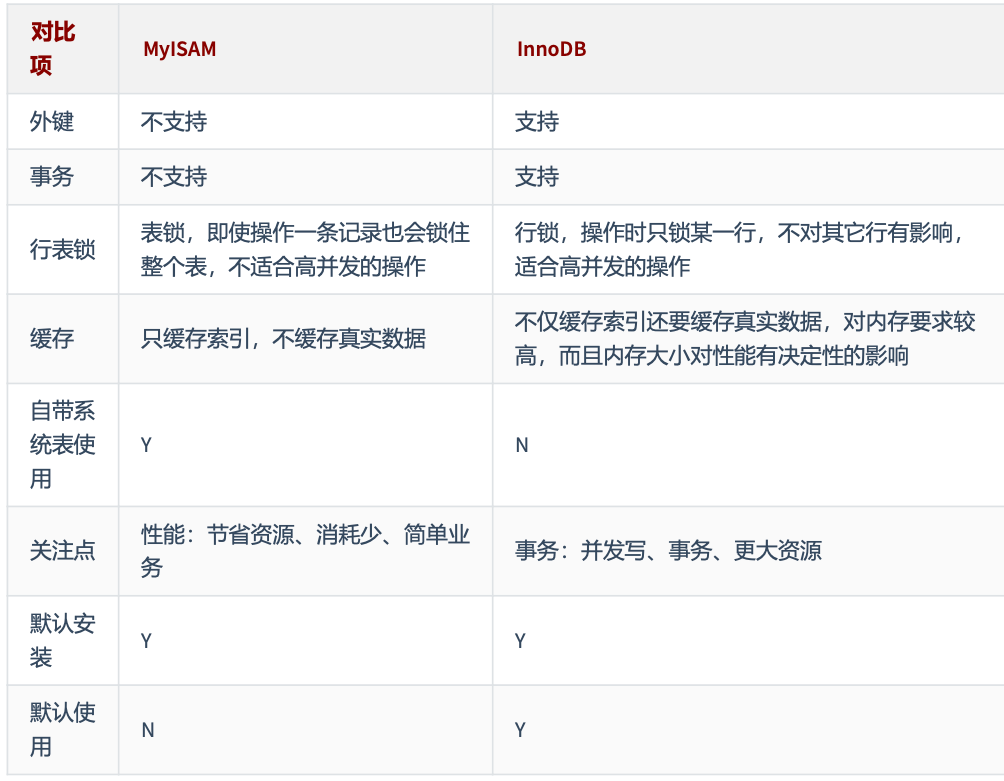 对比
项
MyISAM
InnoDB
外键
不支持
支持
事务
不支持
支持
行表锁
表锁，即使操作一条记录也会锁住
整个表，不适合高并发的操作
行锁，操作时只锁某一行，不对其它行有影响，
适合高并发的操作
缓存
只缓存索引，不缓存真实数据
不仅缓存索引还要缓存真实数据，对内存要求较
高，而且内存大小对性能有决定性的影响
自带系
统表使
用
Y
N
关注点
性能：节省资源、消耗少、简单业
务
事务：并发写、事务、更大资源
默认安
装
Y
Y
默认使
用
N
Y